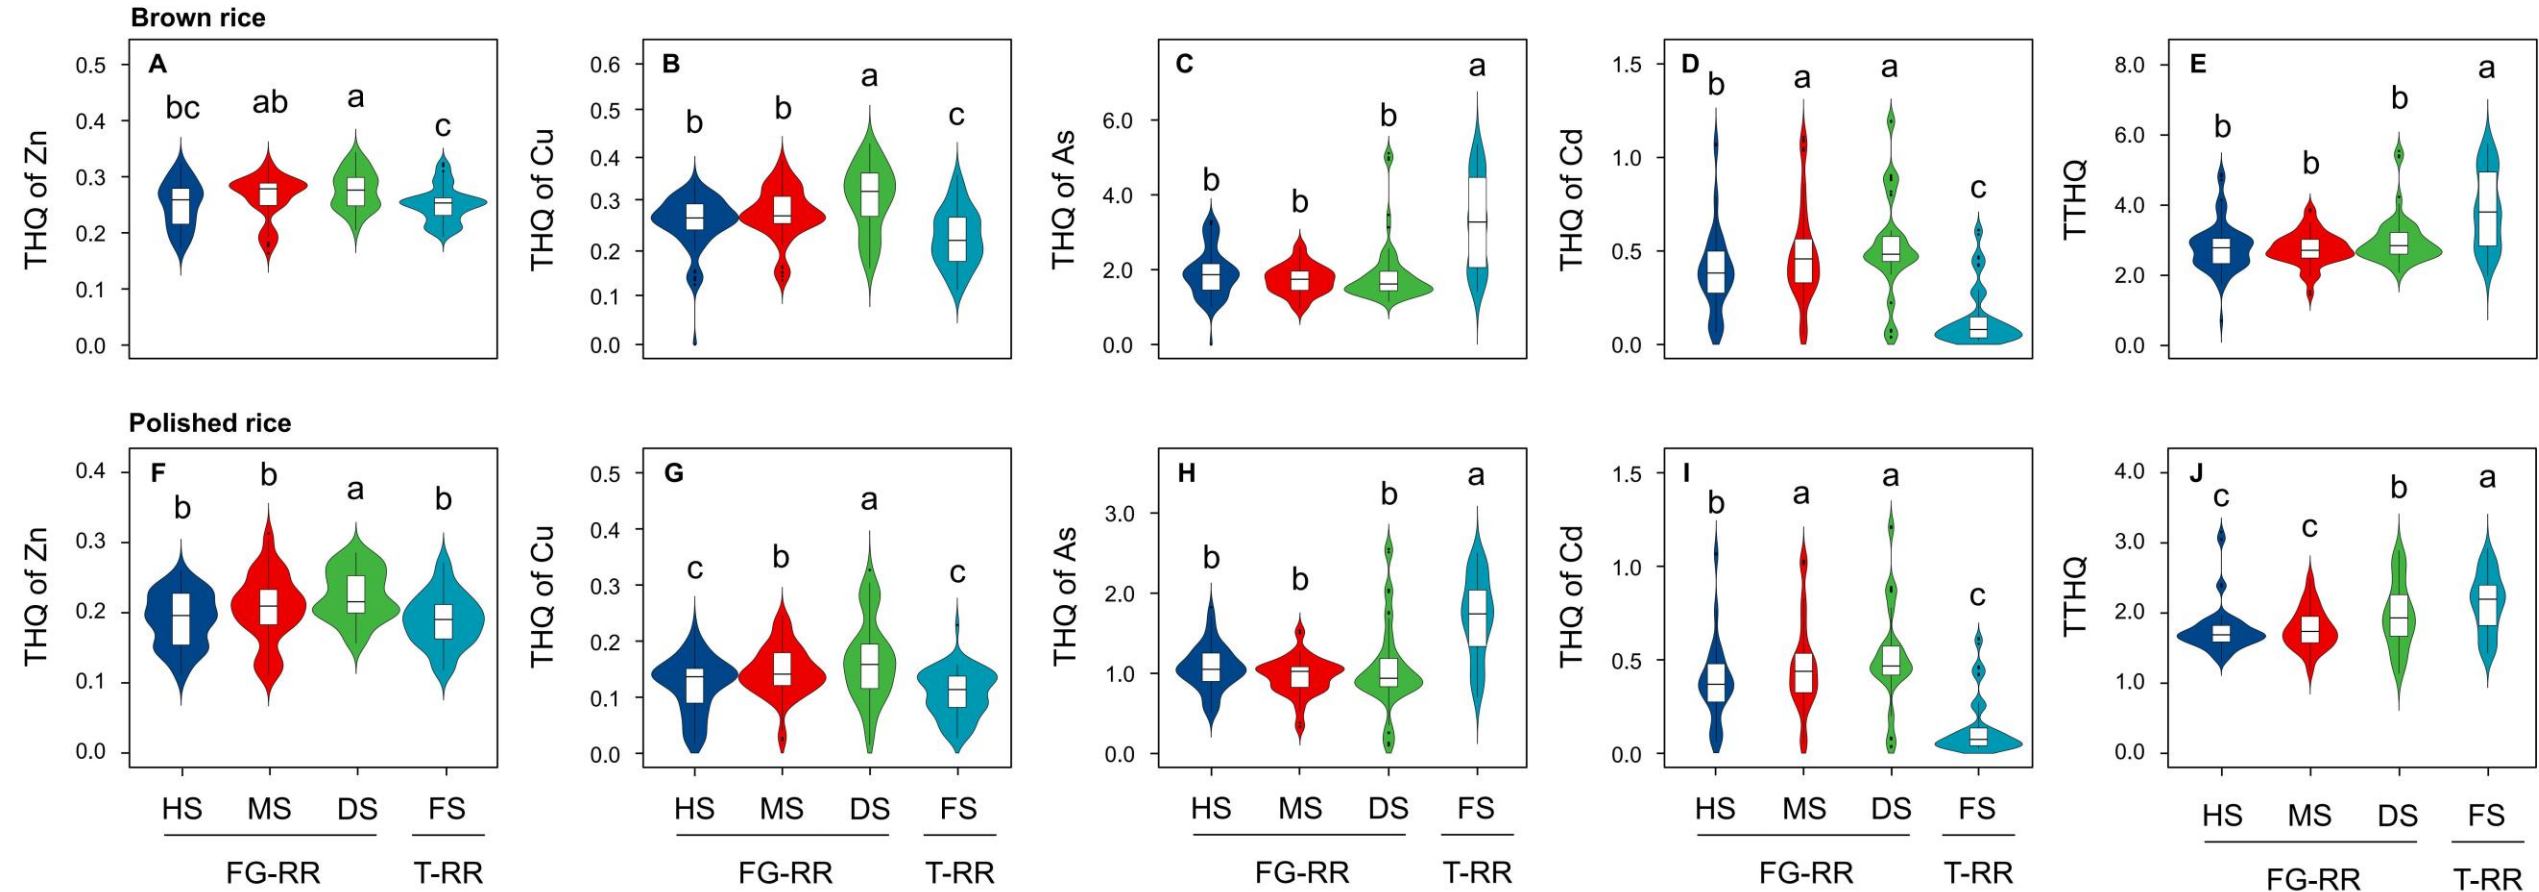 Brown rice
A
THQ of Zn
0.5
0.4
0.3
0.2
0.1
0.0
bc
ab
a
c
B
THQ of Cu
0.6
0.5
0.4
0.3
0.2
0.1
0.0
b
b
a
c
C
THQ of As
6.0
4.0
2.0
0.0
b
b
b
a
D
THQ of Cd
1.5
1.0
0.5
0.0
b
a
a
c
E
TTHQ
8.0
6.0
4.0
2.0
0.0
b
b
b
a
Polished rice
F
THQ of Zn
0.4
0.3
0.2
0.1
0.0
b
b
a
b
HS MS DS FS
FG-RR T-RR
G
THQ of Cu
0.5
0.4
0.3
0.2
0.1
0.0
c
b
a
c
HS MS DS FS
FG-RR T-RR
H
THQ of As
3.0
2.0
1.0
0.0
b
b
b
a
HS MS DS FS
FG-RR T-RR
I
THQ of Cd
1.5
1.0
0.5
0.0
b
a
a
c
HS MS DS FS
FG-RR T-RR
J
TTHQ
4.0
3.0
2.0
1.0
0.0
c
c
b
a
HS MS DS FS
FG-RR T-RR